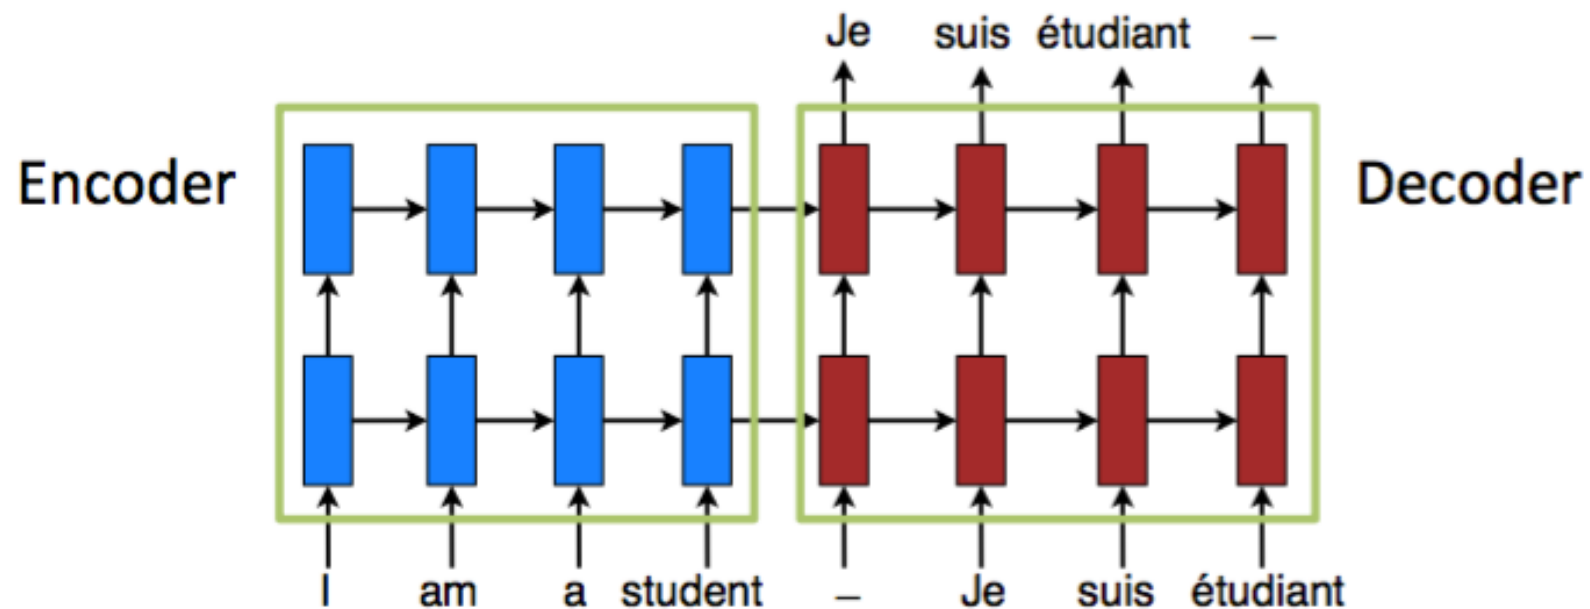 Je suis étudiant –
Encoder
Decoder
I am a student – Je suis étudiant